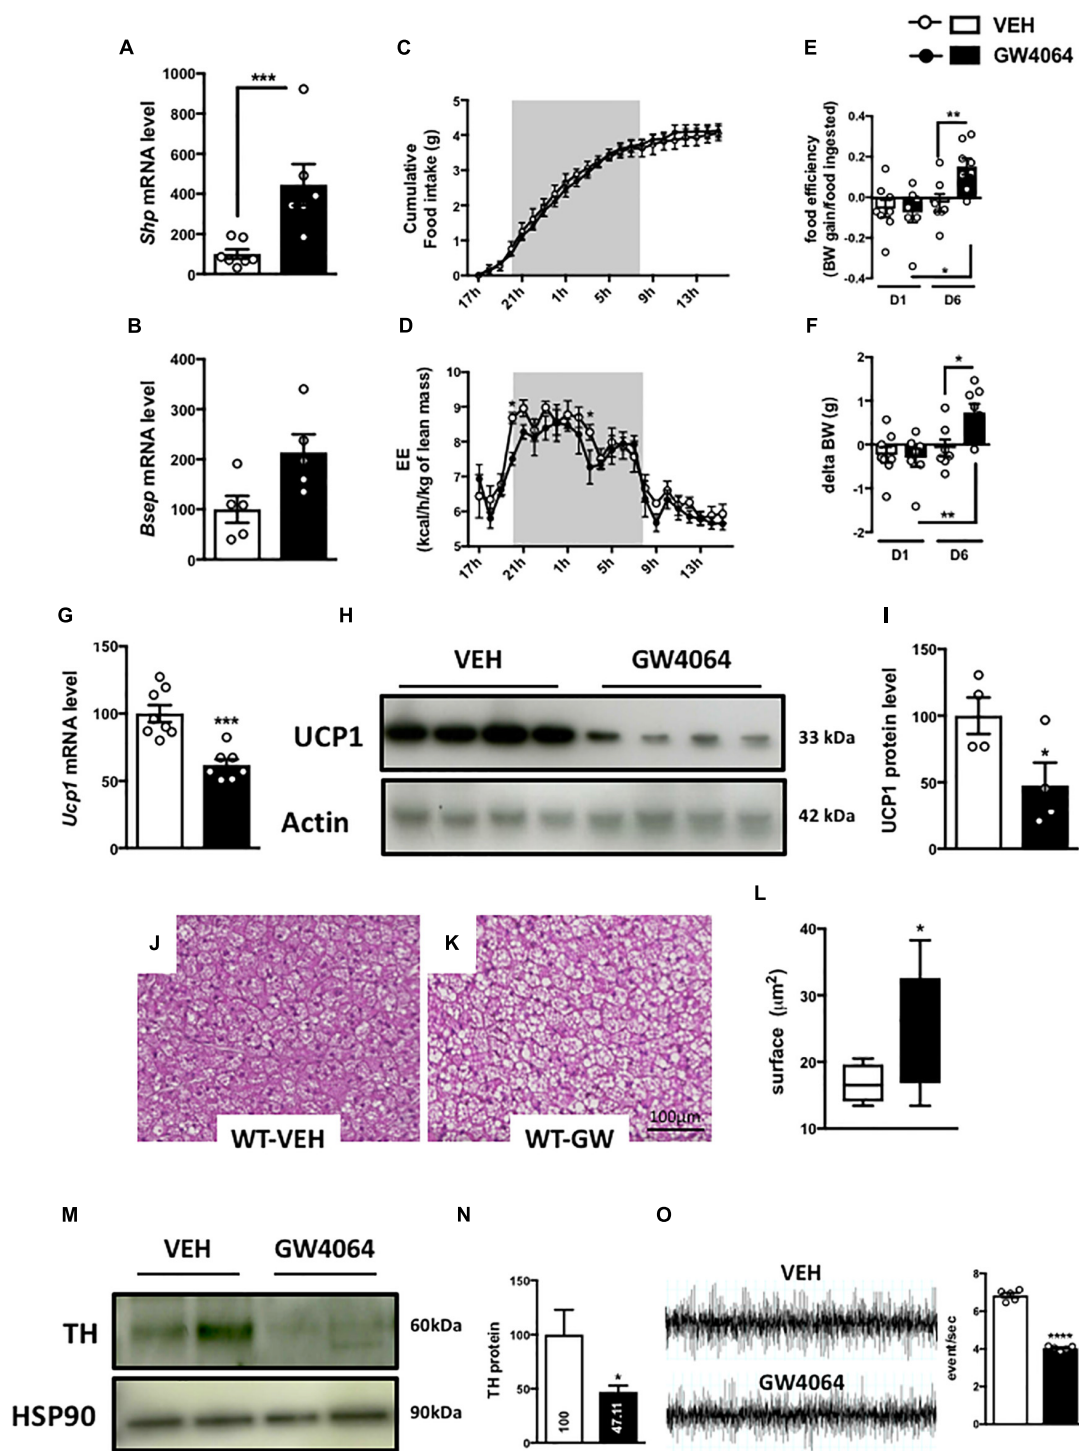 VEH
GW4064
A
Shp mRNA level
1000
800
600
400
200
0
***
B
Bsep mRNA level
400
300
200
100
0
C
Cumulative
Food intake (g)
5
4
3
2
1
0
17h 21h 1h 5h 9h 13h
D
EE
(kcal/h/kg of lean mass)
10
9
8
7
6
5
* *
17h 21h 1h 5h 9h 13h
E
food efficiency
(BW gain/food ingested)
0.4
0.2
0.0
-0.2
-0.4
**
*
D1 D6
F
delta BW (g)
2
1
0
-1
-2
*
**
D1 D6
G
Ucp1 mRNA level
150
100
50
0
***
H
VEH GW4064
UCP1 33 kDa
Actin 42 kDa
I
UCP1 protein level
150
100
50
0
*
J
WT-VEH
K
WT-GW
100µm
L
surface (µm²)
40
30
20
10
*
M
VEH GW4064
TH 60kDa
HSP90 90kDa
N
TH protein
150
100
50
0
*
100
47.11
O
VEH
GW4064
event/sec
8
6
4
2
0
****